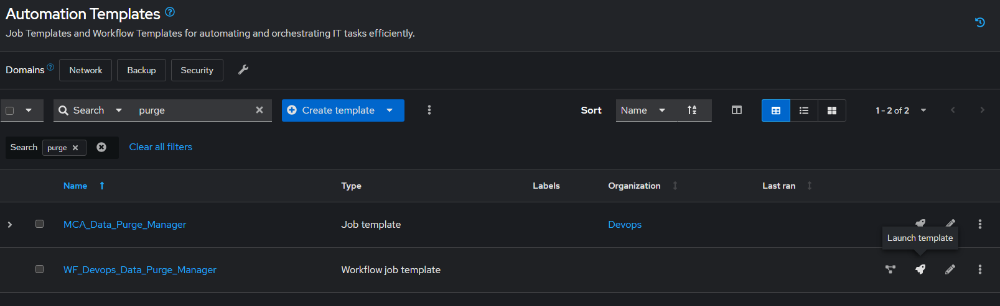 Automation Templates
Job Templates and Workflow Templates for automating and orchestrating IT tasks efficiently.
Domains Network Backup Security
Search purge Create template Sort Name 1 - 2 of 2
Search purge Clear all filters
Name Type Labels Organization Last ran
MCA_Data_Purge_Manager Job template Devops
Launch template
WF_Devops_Data_Purge_Manager Workflow job template